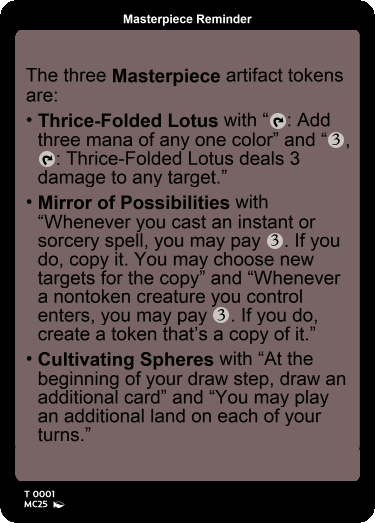 Masterpiece Reminder
The three Masterpiece artifact tokens
are:
• Thrice-Folded Lotus with “: Add
three mana of any one color” and “3,
: Thrice-Folded Lotus deals 3
damage to any target.”
• Mirror of Possibilities with
“Whenever you cast an instant or
sorcery spell, you may pay 3. If you
do, copy it. You may choose new
targets for the copy” and “Whenever
a nontoken creature you control
enters, you may pay 3. If you do,
create a token that’s a copy of it.”
• Cultivating Spheres with “At the
beginning of your draw step, draw an
additional card” and “You may play
an additional land on each of your
turns.”
T 0001
MC25